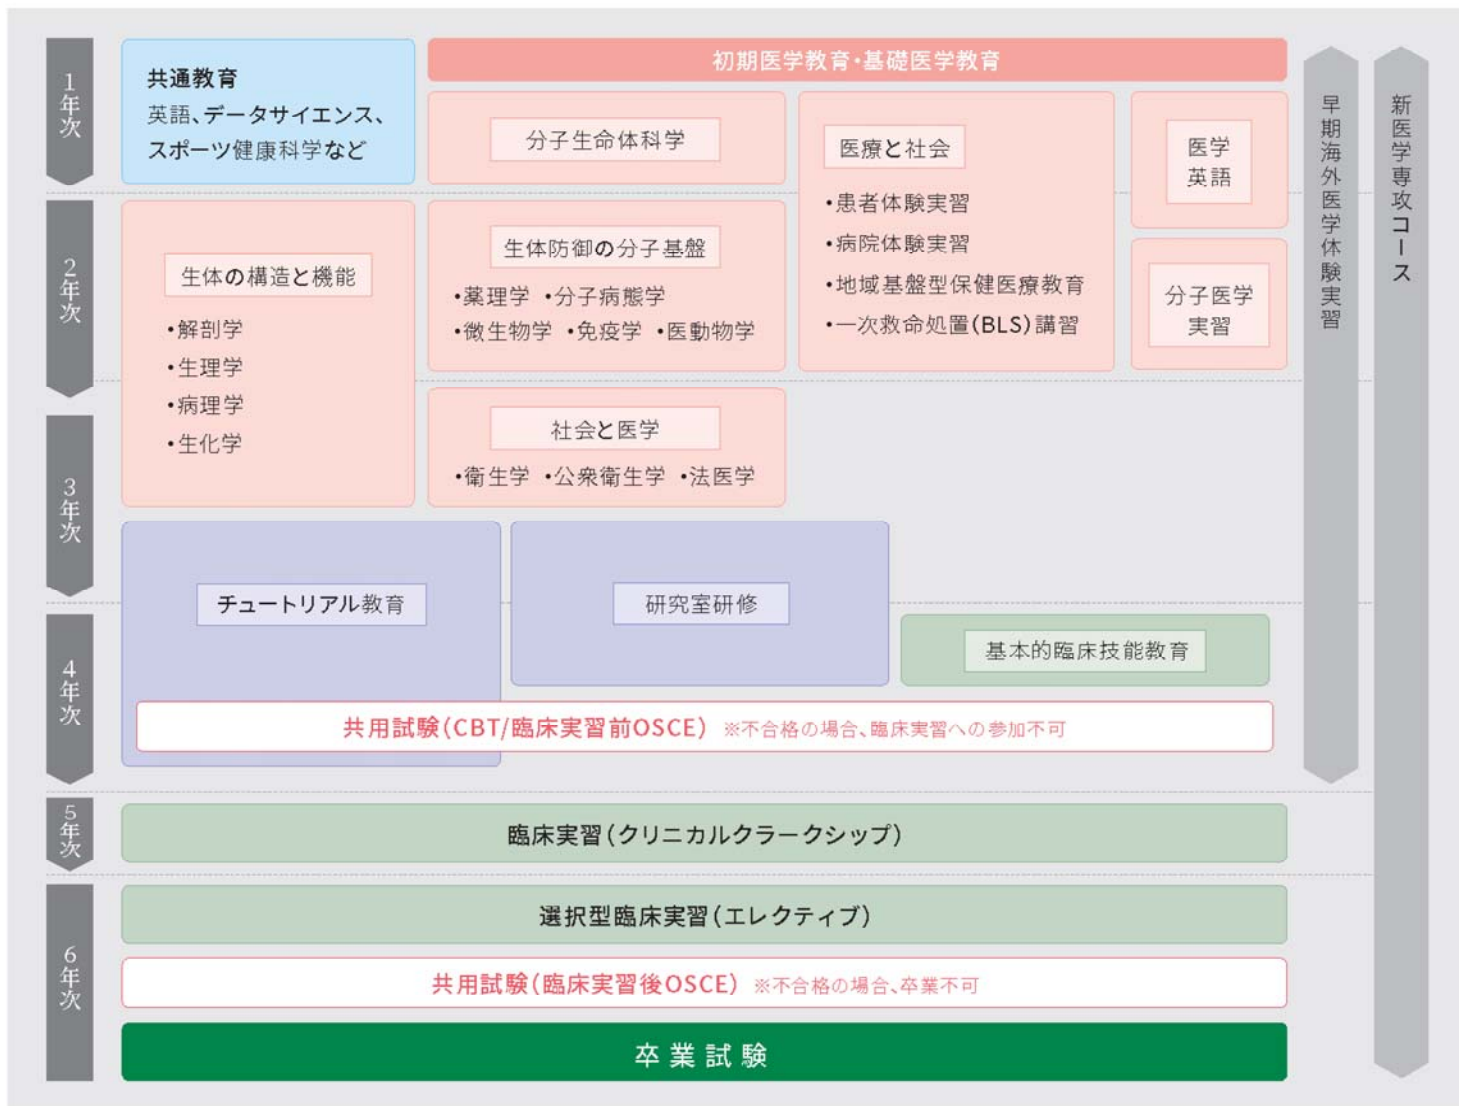 1年次
共通教育
英語、データサイエンス、
スポーツ健康科学など
初期医学教育・基礎医学教育
分子生命体科学
医療と社会
・患者体験実習
・病院体験実習
・地域基盤型保健医療教育
・一次救命処置(BLS)講習
医学
英語
早期海外医学体験実習
新医学専攻コース
2年次
生体の構造と機能
・解剖学
・生理学
・病理学
・生化学
生体防御の分子基盤
・薬理学 ・分子病態学
・微生物学 ・免疫学 ・医動物学
分子医学
実習
3年次
社会と医学
・衛生学 ・公衆衛生学 ・法医学
チュートリアル教育
研究室研修
4年次
基本的臨床技能教育
共用試験(CBT/臨床実習前OSCE) ※不合格の場合、臨床実習への参加不可
5年次
臨床実習(クリニカルクラークシップ)
6年次
選択型臨床実習(エレクティブ)
共用試験(臨床実習後OSCE) ※不合格の場合、卒業不可
卒業試験